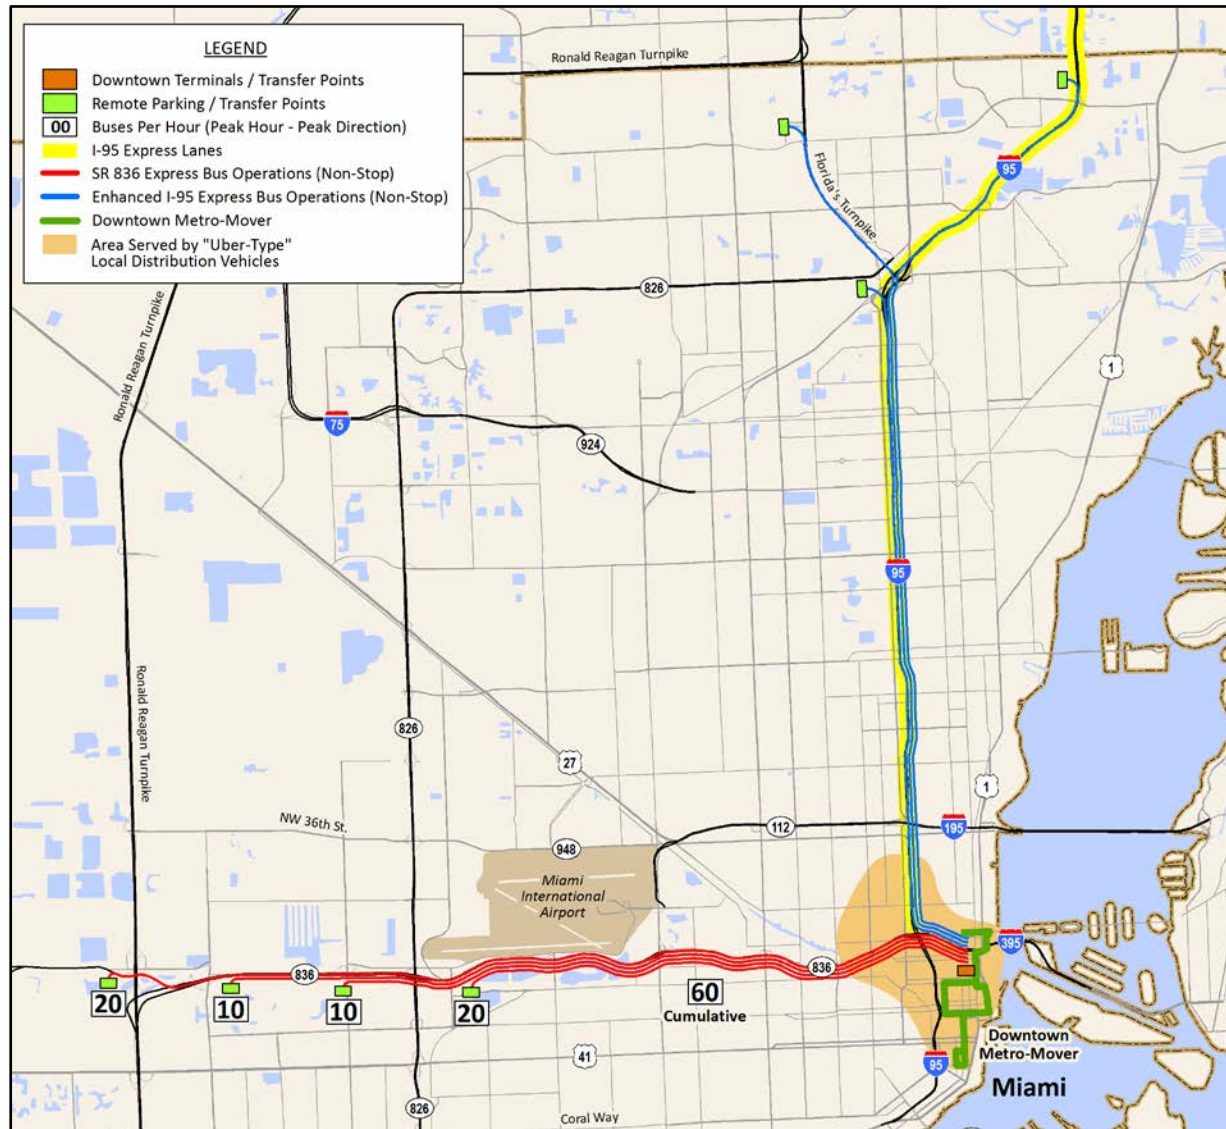 LEGEND
Downtown Terminals / Transfer Points
Remote Parking / Transfer Points
00 Buses Per Hour (Peak Hour - Peak Direction)
I-95 Express Lanes
SR 836 Express Bus Operations (Non-Stop)
Enhanced I-95 Express Bus Operations (Non-Stop)
Downtown Metro-Mover
Area Served by "Uber-Type"
Local Distribution Vehicles
Ronald Reagan Turnpike
Florida's Turnpike
95
826
Ronald Reagan Turnpike
1
75
924
95
Ronald Reagan Turnpike
826
27
1
NW 36th St.
112
195
948
Miami
International
Airport
395
836
836
20
10
10
20
60
Cumulative
Downtown
Metro-Mover
41
95
Miami
826
Coral Way